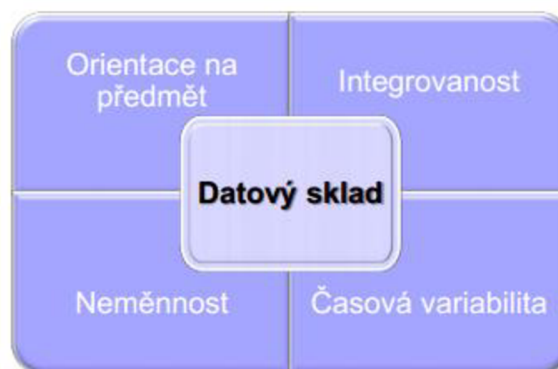 Orientace na
předmět
Integrovanost
Datový sklad
Neměnnost
Časová variabilita